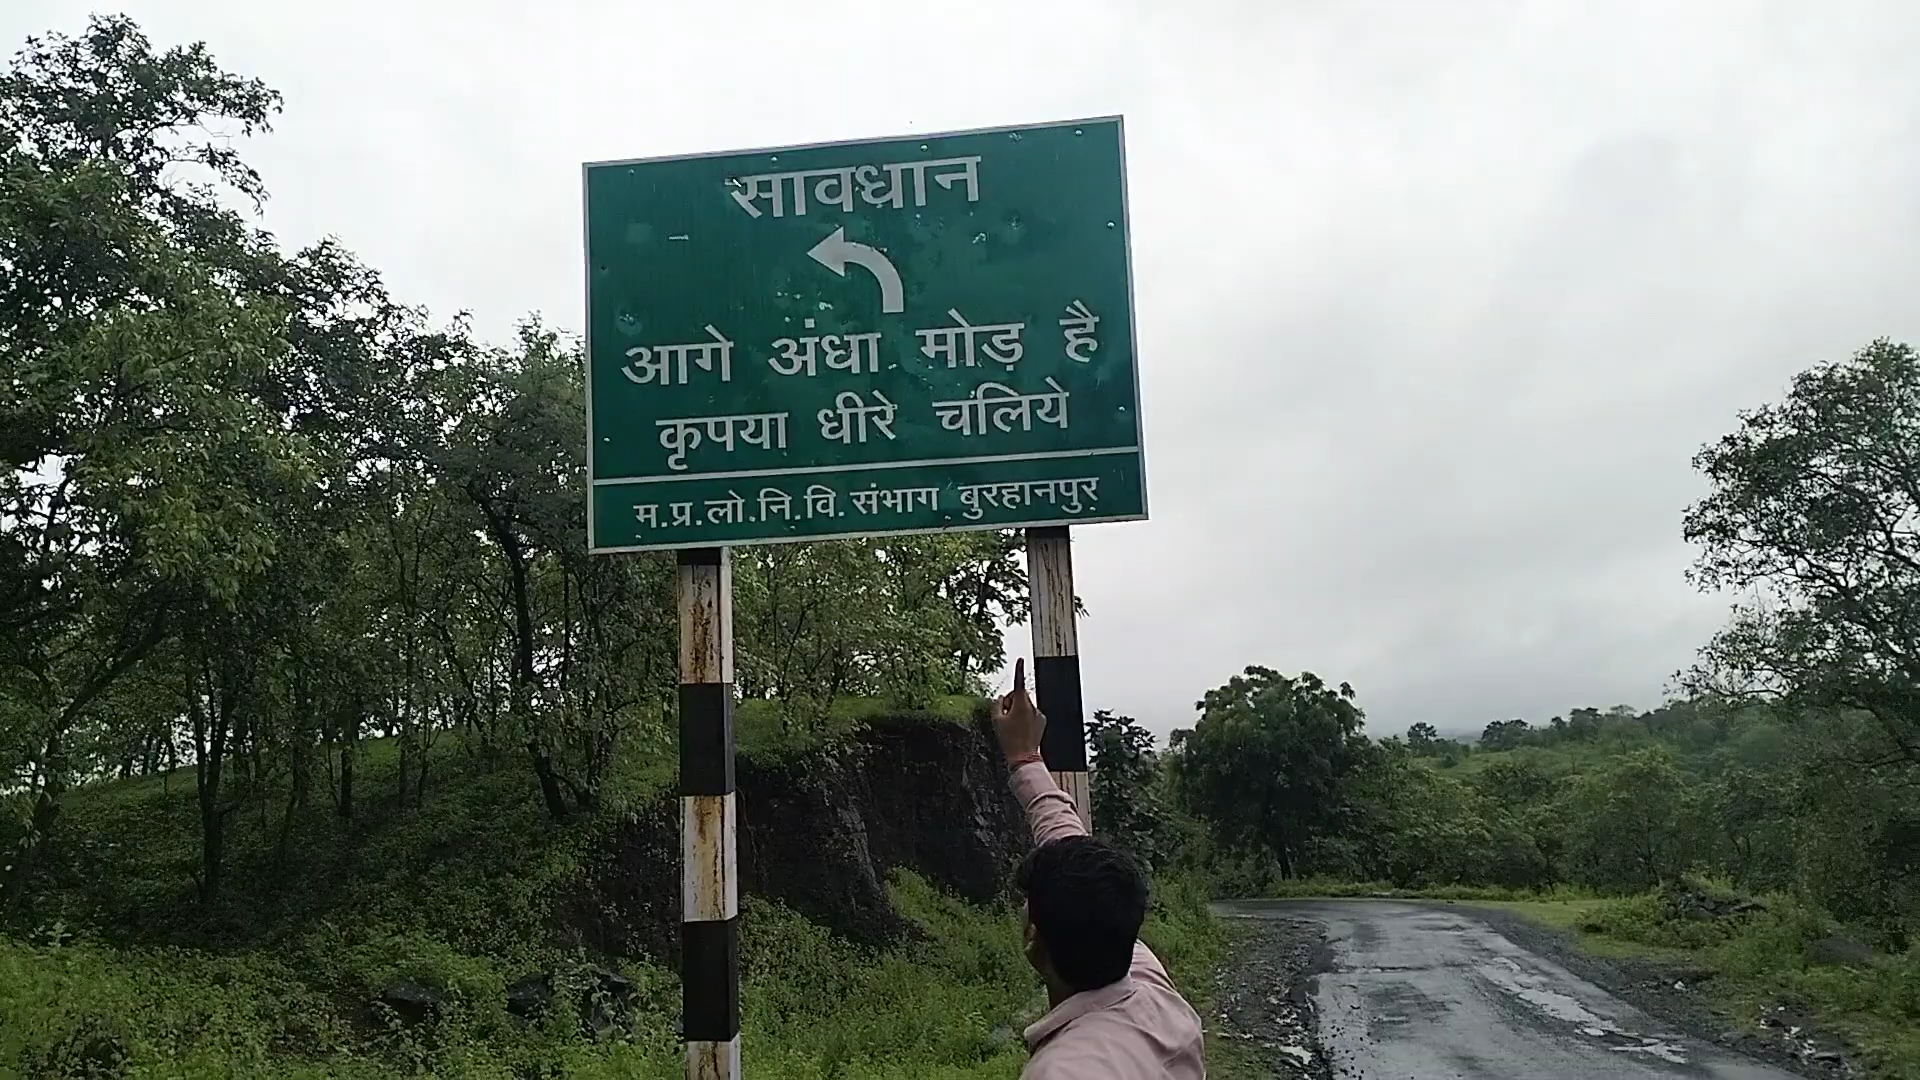 सावधान
आगे अंधा मोड़ है
कृपया धीरे चलिये
म.प्र.लो.नि.वि.संभाग बुरहानपुर